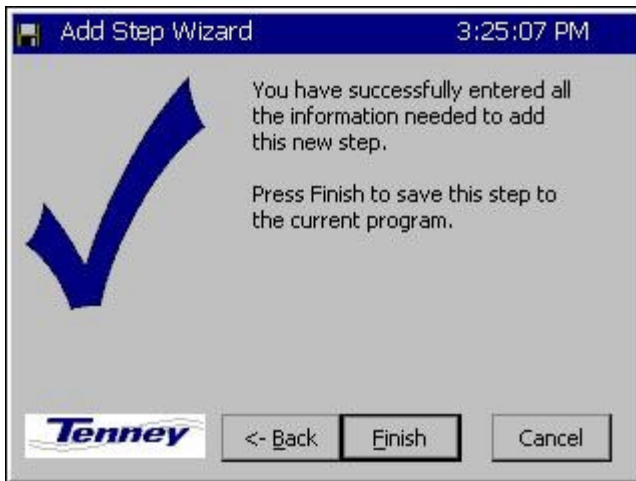 Add Step Wizard 3:25:07 PM
You have successfully entered all
the information needed to add
this new step.
Press Finish to save this step to
the current program.
Tenney <- Back Finish Cancel